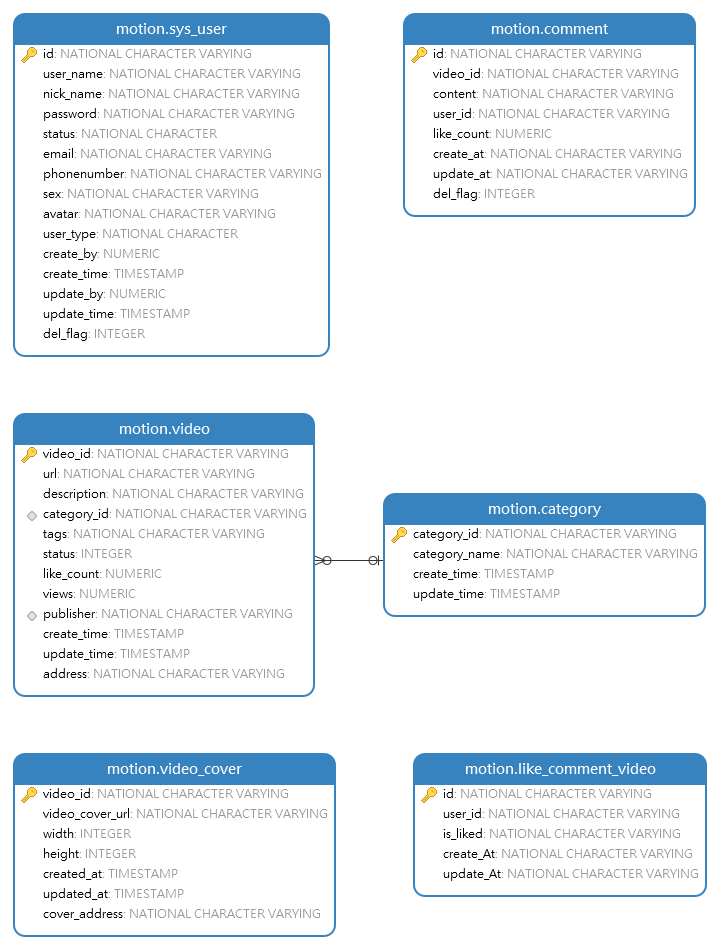 motion.sys_user
id: NATIONAL CHARACTER VARYING
user_name: NATIONAL CHARACTER VARYING
nick_name: NATIONAL CHARACTER VARYING
password: NATIONAL CHARACTER VARYING
status: NATIONAL CHARACTER
email: NATIONAL CHARACTER VARYING
phonenumber: NATIONAL CHARACTER VARYING
sex: NATIONAL CHARACTER VARYING
avatar: NATIONAL CHARACTER VARYING
user_type: NATIONAL CHARACTER
create_by: NUMERIC
create_time: TIMESTAMP
update_by: NUMERIC
update_time: TIMESTAMP
del_flag: INTEGER
motion.comment
id: NATIONAL CHARACTER VARYING
video_id: NATIONAL CHARACTER VARYING
content: NATIONAL CHARACTER VARYING
user_id: NATIONAL CHARACTER VARYING
like_count: NUMERIC
create_at: NATIONAL CHARACTER VARYING
update_at: NATIONAL CHARACTER VARYING
del_flag: INTEGER
motion.video
video_id: NATIONAL CHARACTER VARYING
url: NATIONAL CHARACTER VARYING
description: NATIONAL CHARACTER VARYING
category_id: NATIONAL CHARACTER VARYING
tags: NATIONAL CHARACTER VARYING
status: INTEGER
like_count: NUMERIC
views: NUMERIC
publisher: NATIONAL CHARACTER VARYING
create_time: TIMESTAMP
update_time: TIMESTAMP
address: NATIONAL CHARACTER VARYING
motion.category
category_id: NATIONAL CHARACTER VARYING
category_name: NATIONAL CHARACTER VARYING
create_time: TIMESTAMP
update_time: TIMESTAMP
motion.video_cover
video_id: NATIONAL CHARACTER VARYING
video_cover_url: NATIONAL CHARACTER VARYING
width: INTEGER
height: INTEGER
created_at: TIMESTAMP
updated_at: TIMESTAMP
cover_address: NATIONAL CHARACTER VARYING
motion.like_comment_video
id: NATIONAL CHARACTER VARYING
user_id: NATIONAL CHARACTER VARYING
is_liked: NATIONAL CHARACTER VARYING
create_At: NATIONAL CHARACTER VARYING
update_At: NATIONAL CHARACTER VARYING